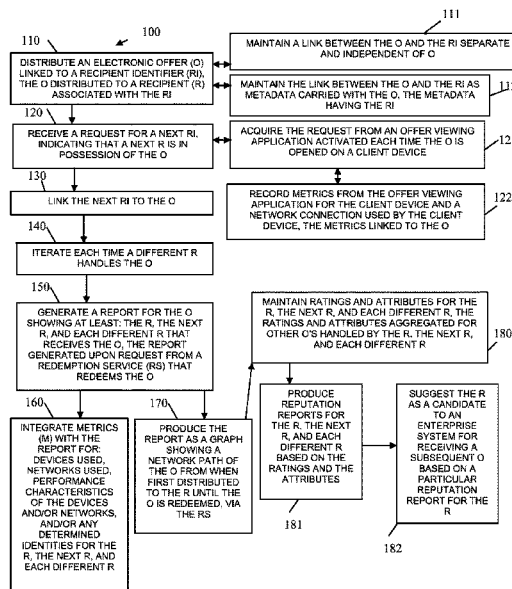 100
110
DISTRIBUTE AN ELECTRONIC OFFER (O)
LINKED TO A RECIPIENT IDENTIFIER (RI),
THE O DISTRIBUTED TO A RECIPIENT (R)
ASSOCIATED WITH THE RI
111
MAINTAIN A LINK BETWEEN THE O AND THE RI SEPARATE
AND INDEPENDENT OF O
MAINTAIN THE LINK BETWEEN THE O AND THE RI AS
METADATA CARRIED WITH THE O, THE METADATA
HAVING THE RI
120
RECEIVE A REQUEST FOR A NEXT RI,
INDICATING THAT A NEXT R IS IN
POSSESSION OF THE O
ACQUIRE THE REQUEST FROM AN OFFER VIEWING
APPLICATION ACTIVATED EACH TIME THE O IS
OPENED ON A CLIENT DEVICE
130
LINK THE NEXT RI TO THE O
RECORD METRICS FROM THE OFFER VIEWING
APPLICATION FOR THE CLIENT DEVICE AND A
NETWORK CONNECTION USED BY THE CLIENT
DEVICE, THE METRICS LINKED TO THE O
122
140
ITERATE EACH TIME A DIFFERENT R
HANDLES THE O
150
GENERATE A REPORT FOR THE O
SHOWING AT LEAST: THE R, THE NEXT
R, AND EACH DIFFERENT R THAT
RECEIVES THE O, THE REPORT
GENERATED UPON REQUEST FROM A
REDEMPTION SERVICE (RS) THAT
REDEEMS THE O
MAINTAIN RATINGS AND ATTRIBUTES FOR THE
R, THE NEXT R, AND EACH DIFFERENT R, THE
RATINGS AND ATTRIBUTES AGGREGATED FOR
OTHER O'S HANDLED BY THE R, THE NEXT R,
AND EACH DIFFERENT R
180
160
INTEGRATE METRICS (M) WITH THE
REPORT FOR: DEVICES USED,
NETWORKS USED,
PERFORMANCE
CHARACTERISTICS OF
THE DEVICES
AND/OR NETWORKS,
AND/OR ANY
DETERMINED
IDENTITIES FOR THE
R, THE NEXT R, AND
EACH DIFFERENT R
170
PRODUCE THE
REPORT AS A GRAPH
SHOWING A
NETWORK PATH OF
THE O FROM WHEN
FIRST DISTRIBUTED
TO THE R UNTIL THE
O IS REDEEMED, VIA
THE RS
PRODUCE
REPUTATION
REPORTS FOR
THE R, THE NEXT
R, AND EACH
DIFFERENT R
BASED ON THE
RATINGS AND THE
ATTRIBUTES
181
SUGGEST THE R
AS A CANDIDATE TO
AN ENTERPRISE
SYSTEM FOR
RECEIVING A
SUBSEQUENT O
BASED ON A
PARTICULAR
REPUTATION
REPORT FOR THE
R
182